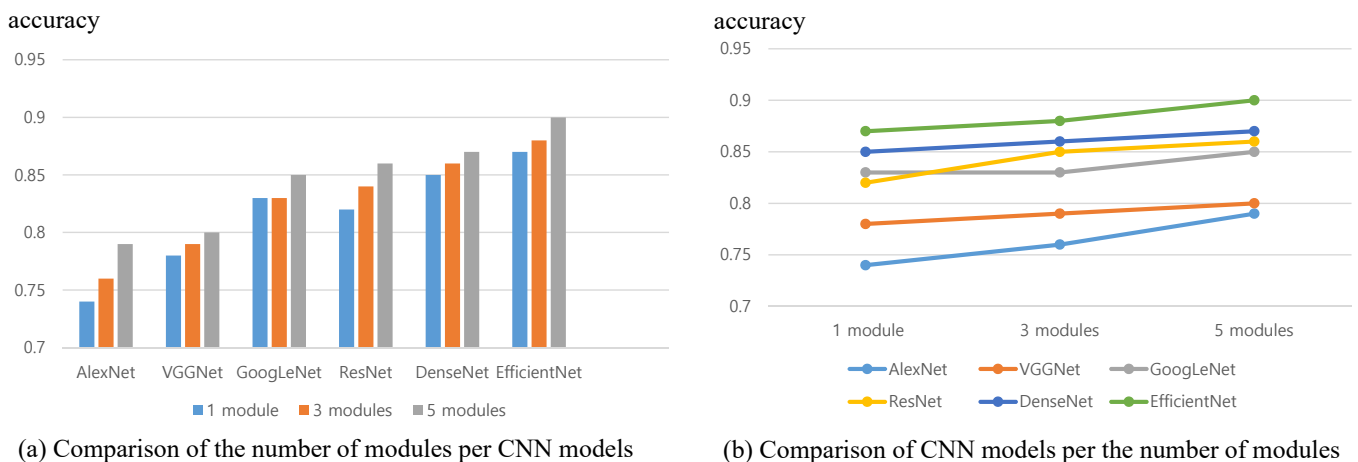 accuracy
0.95
0.9
0.85
0.8
0.75
0.7
AlexNet VGGNet GoogLeNet ResNet DenseNet EfficientNet
1 module 3 modules 5 modules
(a) Comparison of the number of modules per CNN models
accuracy
0.95
0.9
0.85
0.8
0.75
0.7
1 module 3 modules 5 modules
AlexNet VGGNet GoogLeNet
ResNet DenseNet EfficientNet
(b) Comparison of CNN models per the number of modules